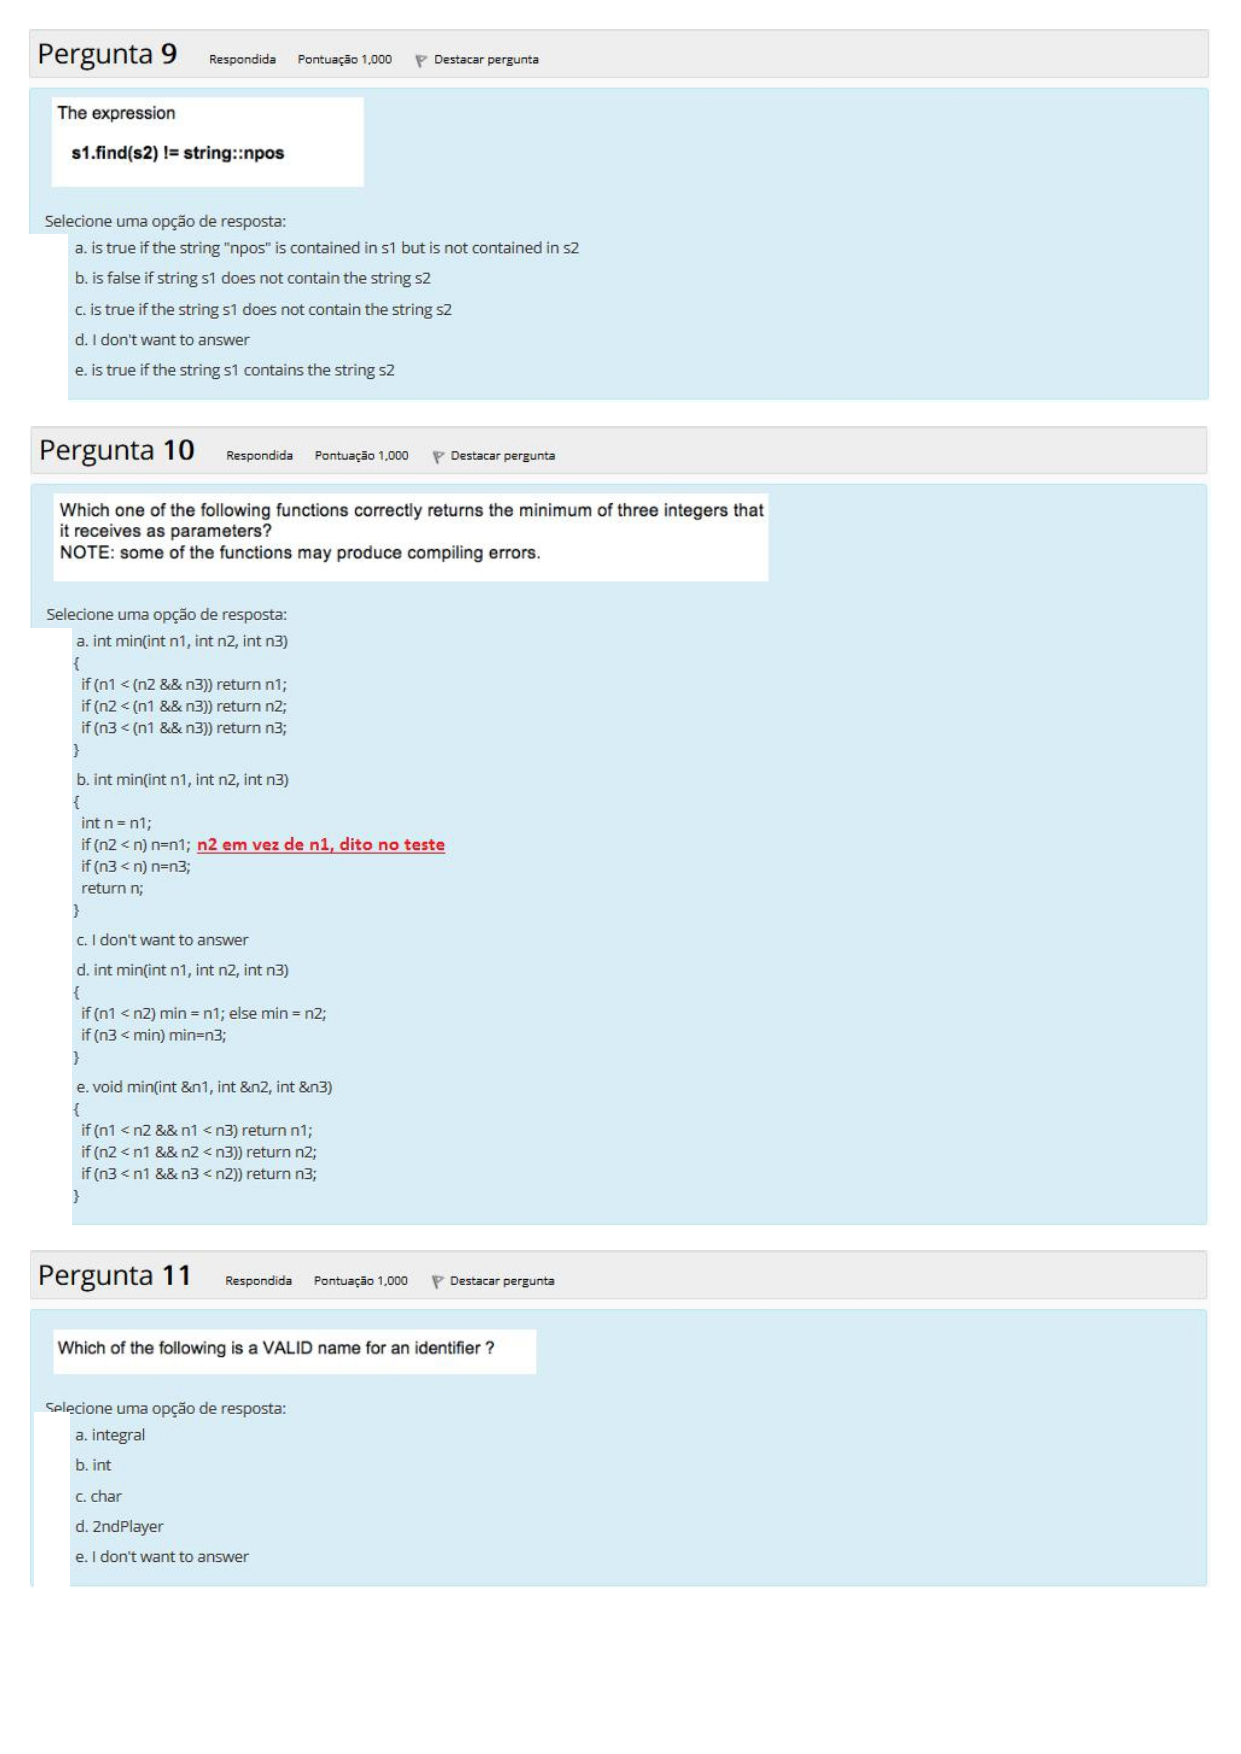 Pergunta 9 Respondida Pontuação 1,000 Destacar pergunta
The expression
s1.find(s2) != string::npos
Selecione uma opção de resposta:
a. is true if the string "npos" is contained in s1 but is not contained in s2
b. is false if string s1 does not contain the string s2
c. is true if the string s1 does not contain the string s2
d. I don't want to answer
e. is true if the string s1 contains the string s2
Pergunta 10 Respondida Pontuação 1,000 Destacar pergunta
Which one of the following functions correctly returns the minimum of three integers that
it receives as parameters?
NOTE: some of the functions may produce compiling errors.
Selecione uma opção de resposta:
a. int min(int n1, int n2, int n3)
{
if (n1 < (n2 && n3)) return n1;
if (n2 < (n1 && n3)) return n2;
if (n3 < (n1 && n3)) return n3;
}
b. int min(int n1, int n2, int n3)
{
int n = n1;
if (n2 < n) n=n1; n2 em vez de n1, dito no teste
if (n3 < n) n=n3;
return n;
}
c. I don't want to answer
d. int min(int n1, int n2, int n3)
{
if (n1 < n2) min = n1; else min = n2;
if (n3 < min) min=n3;
}
e. void min(int &n1, int &n2, int &n3)
{
if (n1 < n2 && n1 < n3) return n1;
if (n2 < n1 && n2 < n3)) return n2;
if (n3 < n1 && n3 < n2)) return n3;
}
Pergunta 11 Respondida Pontuação 1,000 Destacar pergunta
Which of the following is a VALID name for an identifier ?
Selecione uma opção de resposta:
a. integral
b. int
c. char
d. 2ndPlayer
e. I don't want to answer